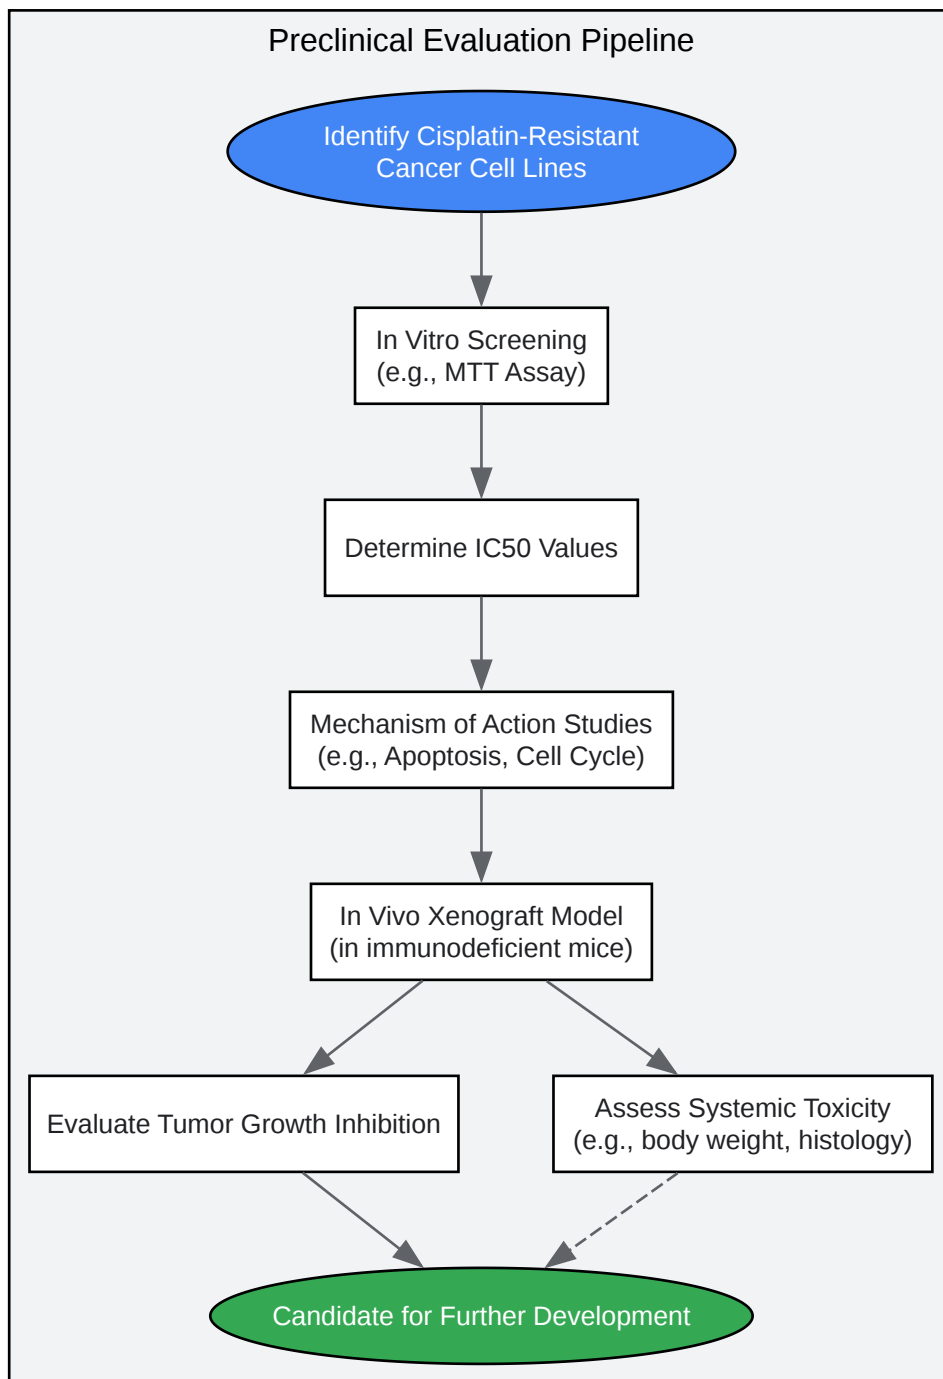 Preclinical Evaluation Pipeline
Identify Cisplatin-Resistant
Cancer Cell Lines
In Vitro Screening
(e.g., MTT Assay)
Determine IC50 Values
Mechanism of Action Studies
(e.g., Apoptosis, Cell Cycle)
In Vivo Xenograft Model
(in immunodeficient mice)
Evaluate Tumor Growth Inhibition
Assess Systemic Toxicity
(e.g., body weight, histology)
Candidate for Further Development